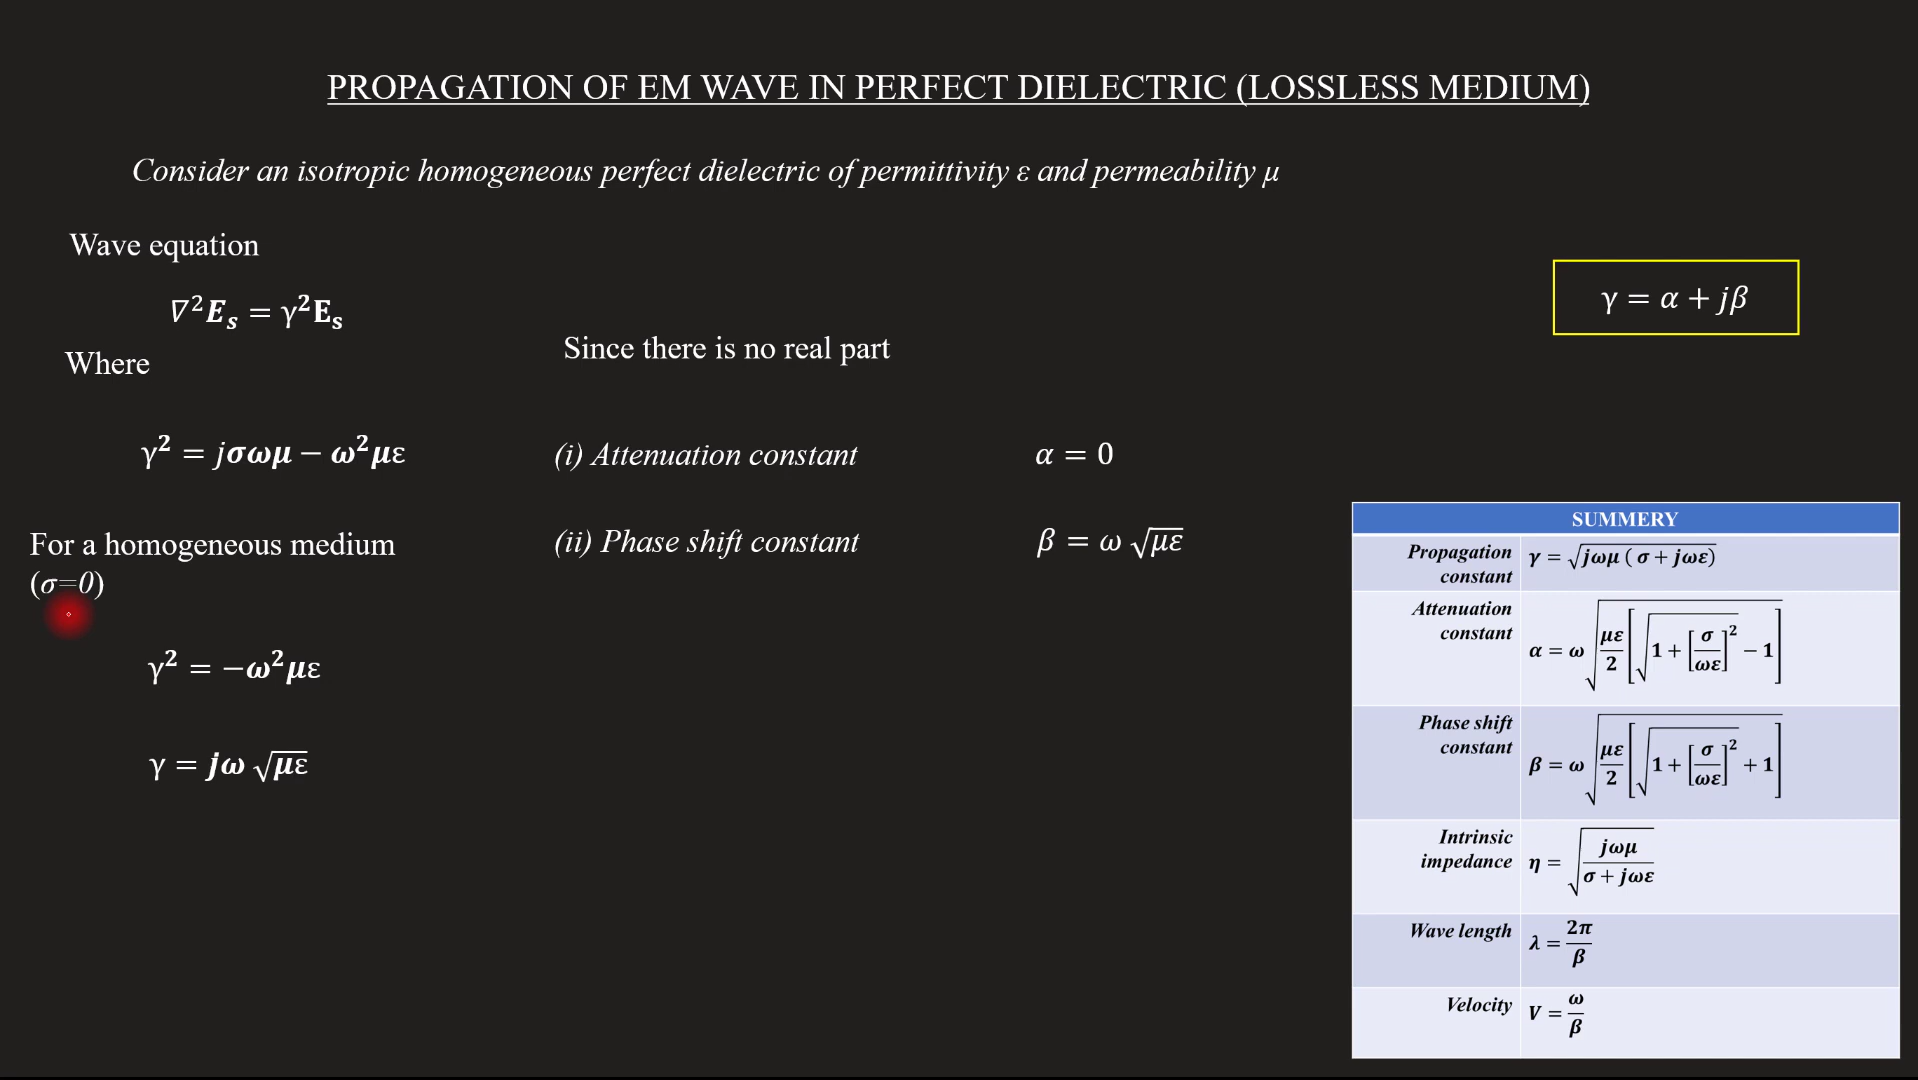 PROPAGATION OF EM WAVE IN PERFECT DIELECTRIC (LOSSLESS MEDIUM)
Consider an isotropic homogeneous perfect dielectric of permittivity ε and permeability μ
Wave equation
∇²E_s = γ²E_s
Where
γ² = jσωμ − ω²με
For a homogeneous medium
(σ=0)
γ² = −ω²με
γ = jω √(με)
Since there is no real part
(i) Attenuation constant α = 0
(ii) Phase shift constant β = ω √(με)
γ = α + jβ
SUMMERY
Propagation constant γ = √(jωμ ( σ + jωε))
Attenuation constant α = ω √(με/2 [√(1 + [σ/ωε]²) − 1])
Phase shift constant β = ω √(με/2 [√(1 + [σ/ωε]²) + 1])
Intrinsic impedance η = √(jωμ/(σ + jωε))
Wave length λ = 2π/β
Velocity V = ω/β